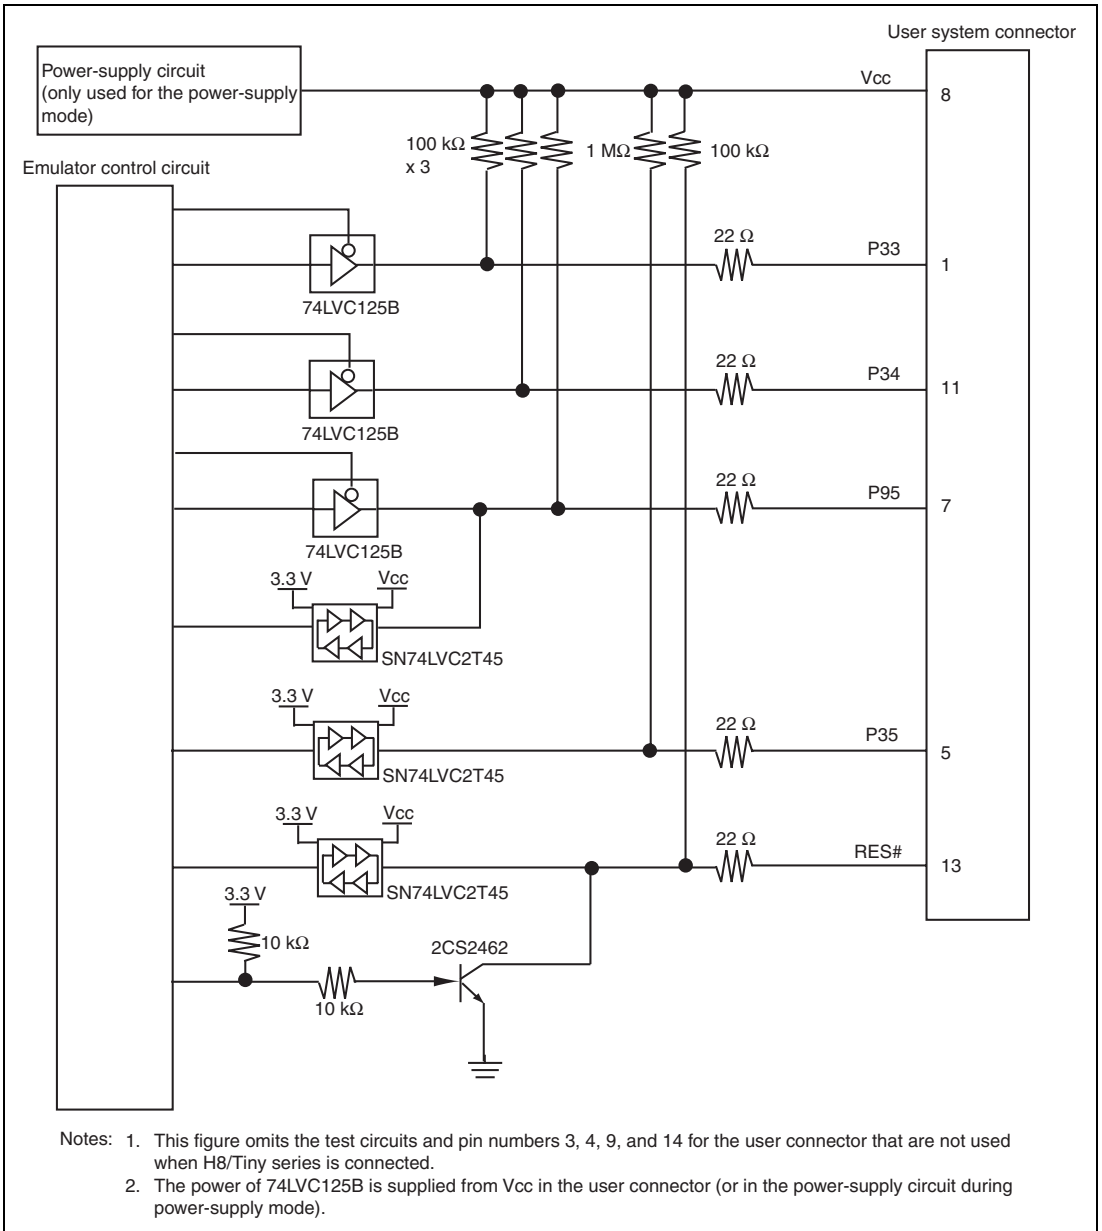 User system connector
Power-supply circuit
(only used for the power-supply
mode)
Vcc
8
100 kΩ
x 3
1 MΩ
100 kΩ
Emulator control circuit
22 Ω
P33
1
74LVC125B
22 Ω
P34
11
74LVC125B
22 Ω
P95
7
74LVC125B
3.3 V
Vcc
SN74LVC2T45
3.3 V
Vcc
22 Ω
P35
5
SN74LVC2T45
3.3 V
Vcc
22 Ω
RES#
13
SN74LVC2T45
3.3 V
10 kΩ
2CS2462
10 kΩ
Notes: 1. This figure omits the test circuits and pin numbers 3, 4, 9, and 14 for the user connector that are not used
when H8/Tiny series is connected.
2. The power of 74LVC125B is supplied from Vcc in the user connector (or in the power-supply circuit during
power-supply mode).